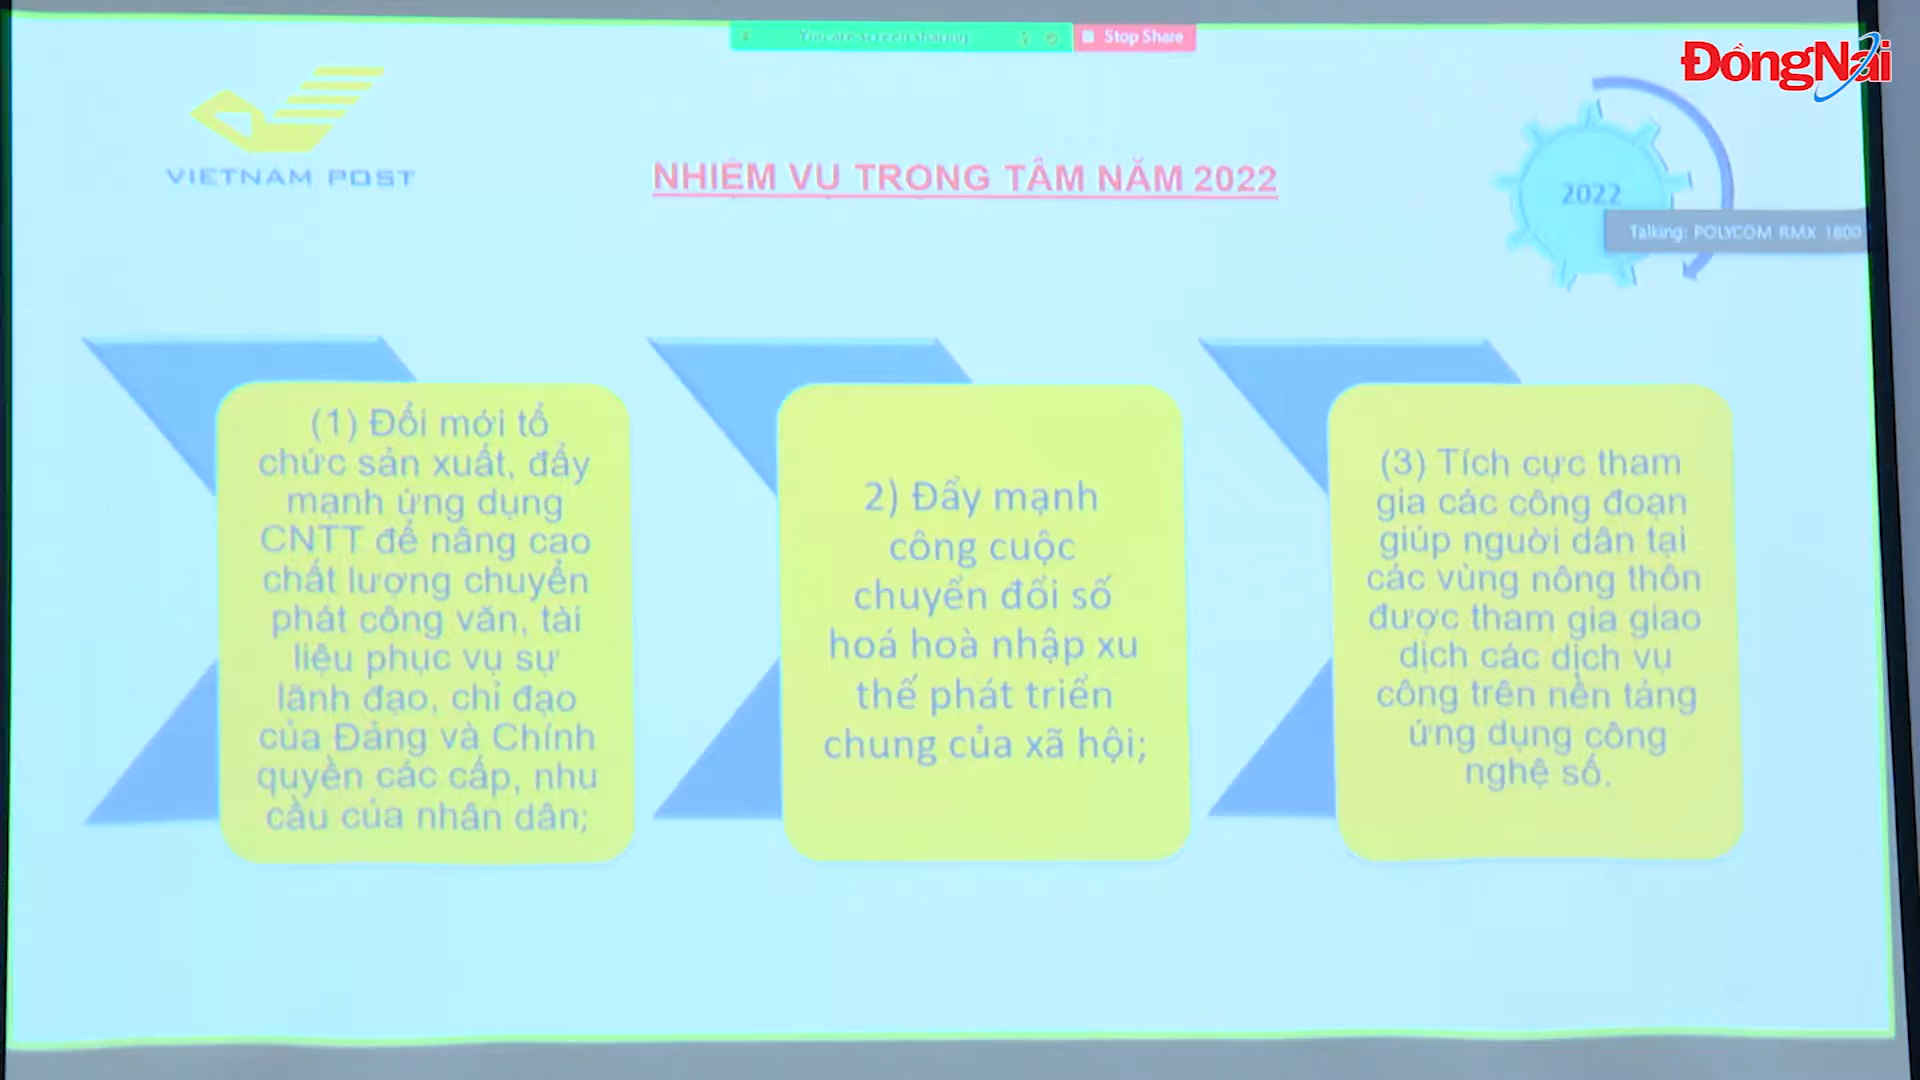 You are screen sharing
Stop Share
ĐồngNai
VIETNAM POST
NHIỆM VỤ TRỌNG TÂM NĂM 2022
2022
Talking: POLYCOM RMX 1800
(1) Đổi mới tổ
chức sản xuất, đẩy
mạnh ứng dụng
CNTT để nâng cao
chất lượng chuyển
phát công văn, tài
liệu phục vụ sự
lãnh đạo, chỉ đạo
của Đảng và Chính
quyền các cấp, nhu
cầu của nhân dân;
2) Đẩy mạnh
công cuộc
chuyển đổi số
hoá hoà nhập xu
thế phát triển
chung của xã hội;
(3) Tích cực tham
gia các công đoạn
giúp người dân tại
các vùng nông thôn
được tham gia giao
dịch các dịch vụ
công trên nền tảng
ứng dụng công
nghệ số.